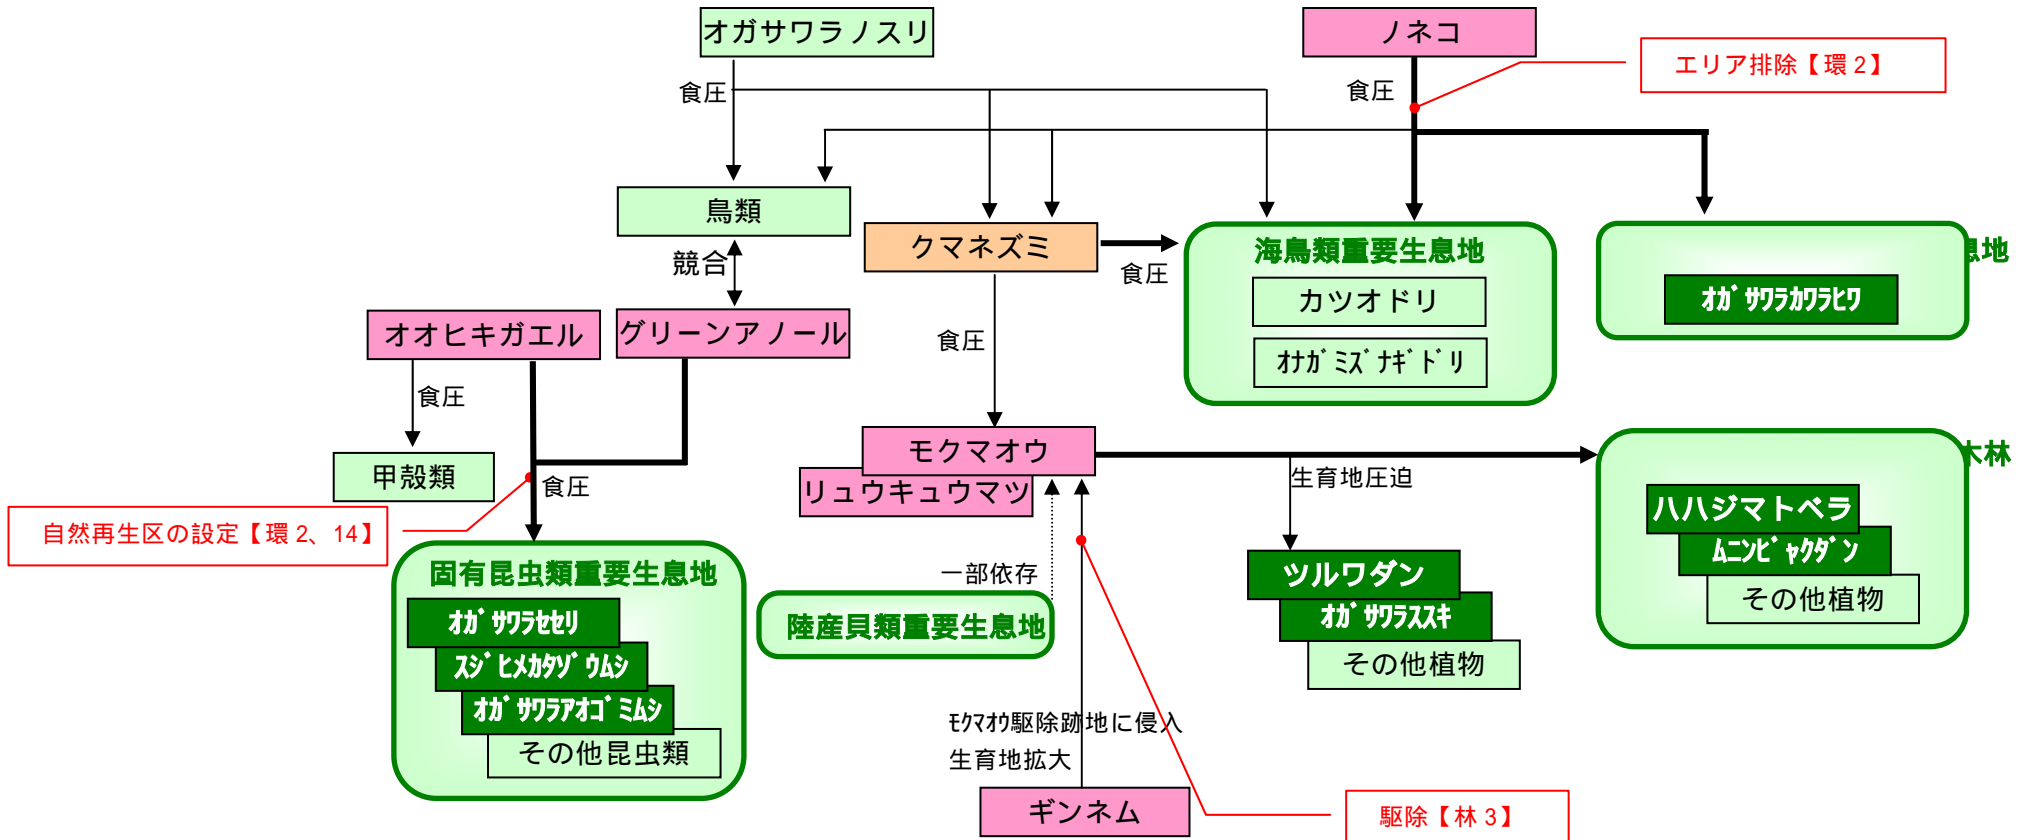 オガサワラノスリ
ノネコ
エリア排除【環2】
食圧
食圧
鳥類
クマネズミ
食圧
海鳥類重要生息地
カツオドリ
ｵﾅｶﾞﾐｽﾞﾅｷﾞﾄﾞﾘ
息地
ｵｶﾞｻﾜﾗｶﾜﾗﾋﾜ
競合
オオヒキガエル
グリーンアノール
食圧
食圧
甲殻類
食圧
自然再生区の設定【環2、14】
モクマオウ
リュウキュウマツ
生育地圧迫
木林
ハハジマトベラ
ﾑﾆﾝﾋﾞｬｸﾀﾞﾝ
その他植物
固有昆虫類重要生息地
ｵｶﾞｻﾜﾗｾｾﾘ
ｽｼﾞﾋﾒｶﾀｿﾞｳﾑｼ
ｵｶﾞｻﾜﾗｱｵｺﾞﾐﾑｼ
その他昆虫類
一部依存
陸産貝類重要生息地
ツルワダン
ｵｶﾞｻﾜﾗｽｽｷ
その他植物
ﾓｸﾏｵｳ駆除跡地に侵入
生育地拡大
ギンネム
駆除【林3】